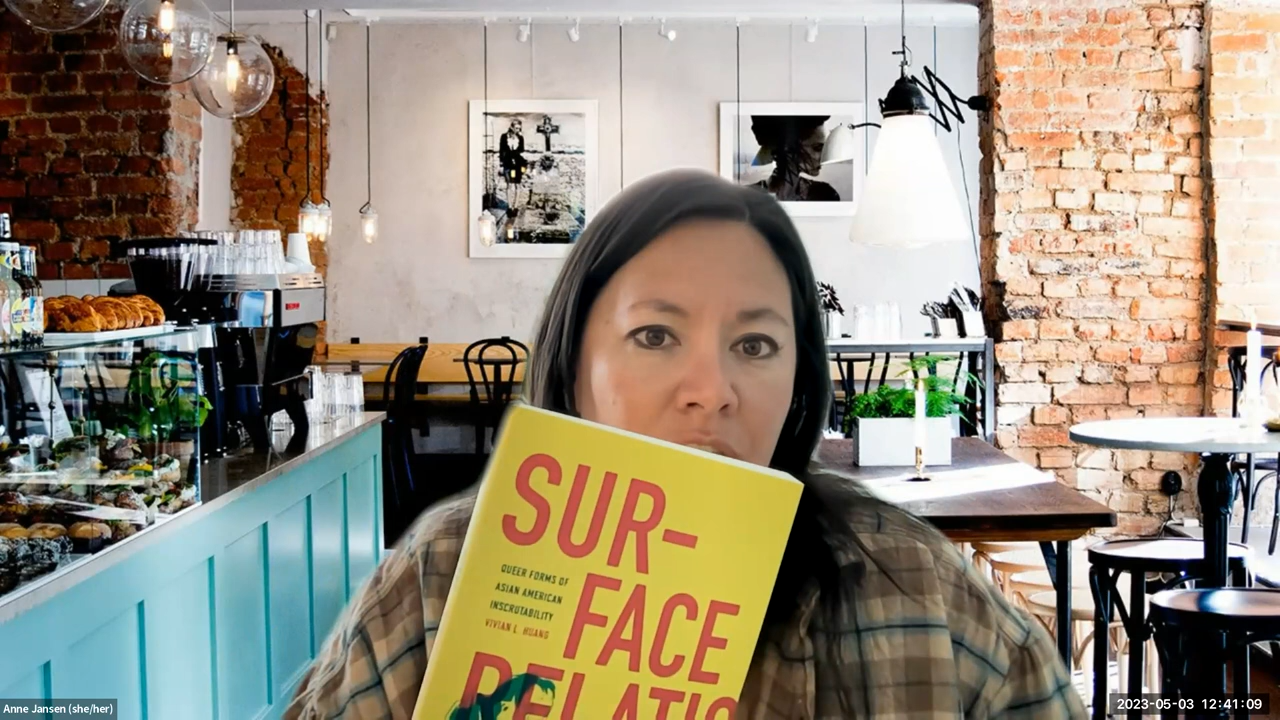 SUR-
FACE
RELATIO
QUEER FORMS OF
ASIAN AMERICAN
INSCRUTABILITY
VIVIAN L. HUANG
Anne Jansen (she/her)
2023-05-03 12:41:09